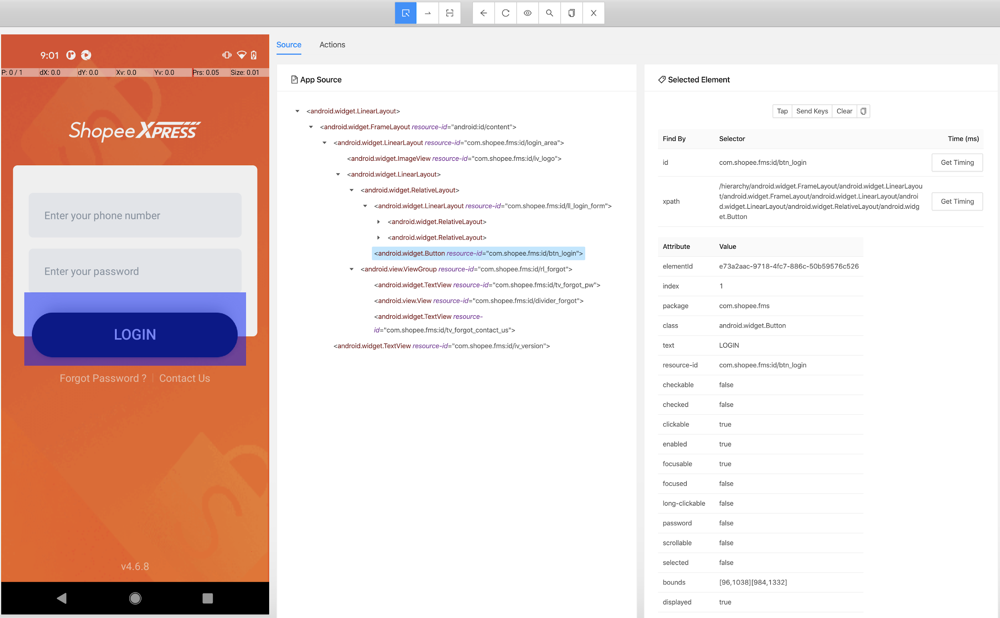 9:01
P: 0 / 1 dX: 0.0 dY: 0.0 Xv: 0.0 Yv: 0.0 Prs: 0.05 Size: 0.01
Shopee XPRESS
Enter your phone number
Enter your password
LOGIN
Forgot Password ? Contact Us
v4.6.8
Source Actions
App Source
<android.widget.LinearLayout>
<android.widget.FrameLayout resource-id="android:id/content">
<android.widget.LinearLayout resource-id="com.shopee.fms:id/login_area">
<android.widget.ImageView resource-id="com.shopee.fms:id/iv_logo">
<android.widget.LinearLayout>
<android.widget.RelativeLayout>
<android.widget.LinearLayout resource-id="com.shopee.fms:id/ll_login_form">
<android.widget.RelativeLayout>
<android.widget.RelativeLayout>
<android.widget.Button resource-id="com.shopee.fms:id/btn_login">
<android.view.ViewGroup resource-id="com.shopee.fms:id/rl_forgot">
<android.widget.TextView resource-id="com.shopee.fms:id/tv_forgot_pw">
<android.view.View resource-id="com.shopee.fms:id/divider_forgot">
<android.widget.TextView resource-
id="com.shopee.fms:id/tv_forgot_contact_us">
<android.widget.TextView resource-id="com.shopee.fms:id/iv_version">
Selected Element
Tap Send Keys Clear
Find By Selector Time (ms)
id com.shopee.fms:id/btn_login Get Timing
/hierarchy/android.widget.FrameLayout/android.widget.LinearLayou
t/android.widget.FrameLayout/android.widget.LinearLayout/androi
xpath Get Timing
d.widget.LinearLayout/android.widget.RelativeLayout/android.widg
et.Button
Attribute Value
elementId e73a2aac-9718-4fc7-886c-50b59576c526
index 1
package com.shopee.fms
class android.widget.Button
text LOGIN
resource-id com.shopee.fms:id/btn_login
checkable false
checked false
clickable true
enabled true
focusable true
focused false
long-clickable false
password false
scrollable false
selected false
bounds [96,1038][984,1332]
displayed true